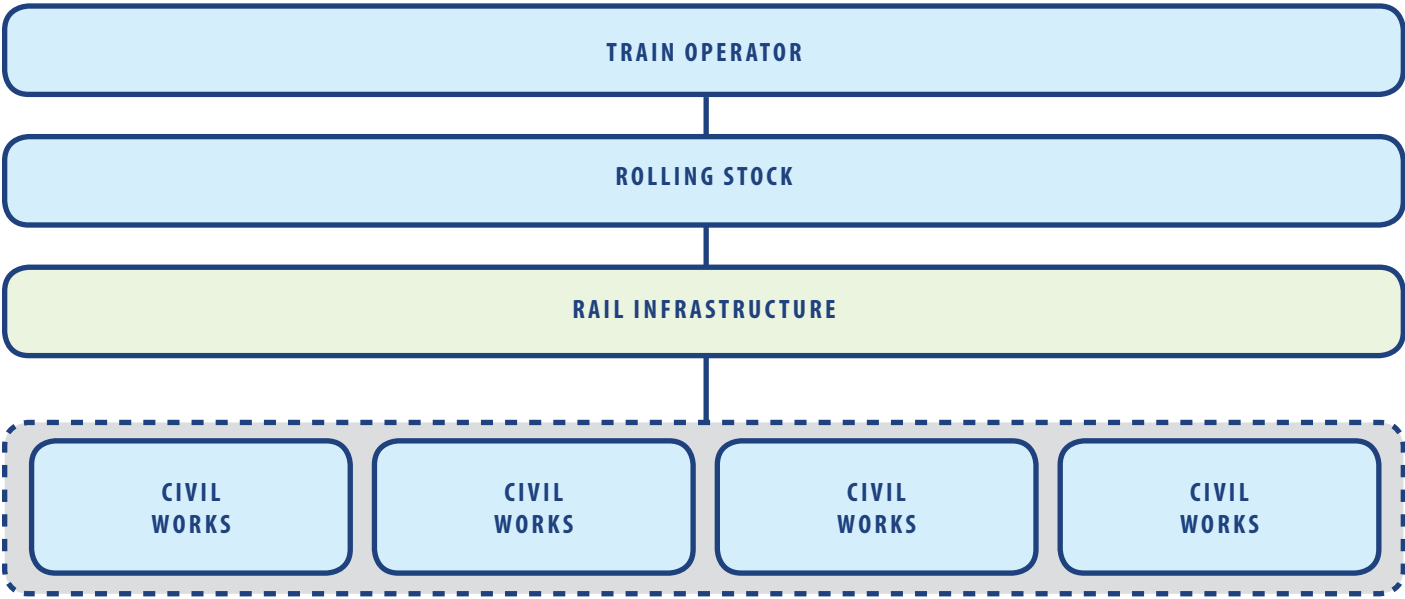 TRAIN OPERATOR
ROLLING STOCK
RAIL INFRASTRUCTURE
CIVIL
WORKS
CIVIL
WORKS
CIVIL
WORKS
CIVIL
WORKS